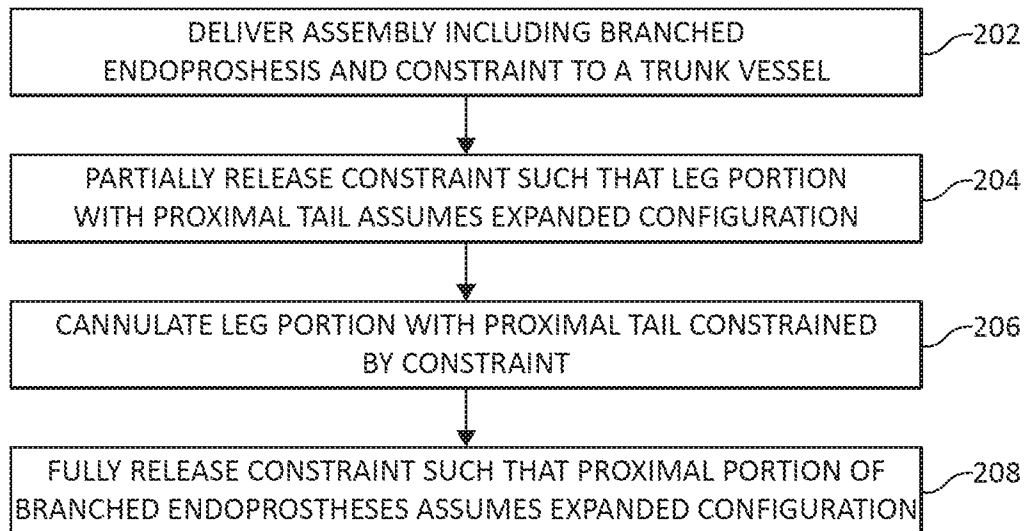 DELIVER ASSEMBLY INCLUDING BRANCHED
ENDOPROSHESIS AND CONSTRAINT TO A TRUNK VESSEL
202
PARTIALLY RELEASE CONSTRAINT SUCH THAT LEG PORTION
WITH PROXIMAL TAIL ASSUMES EXPANDED CONFIGURATION
204
CANNULATE LEG PORTION WITH PROXIMAL TAIL CONSTRAINED
BY CONSTRAINT
206
FULLY RELEASE CONSTRAINT SUCH THAT PROXIMAL PORTION OF
BRANCHED ENDOPROSTHESES ASSUMES EXPANDED CONFIGURATION
208